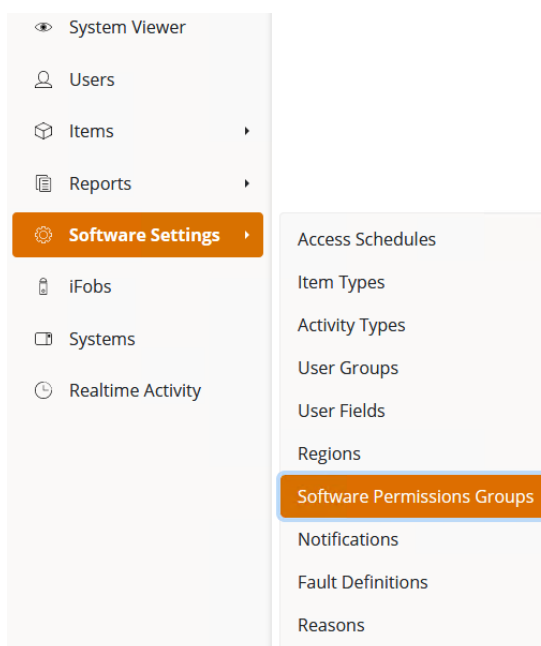 System Viewer
Users
Items
Reports
Software Settings
iFobs
Systems
Realtime Activity
Access Schedules
Item Types
Activity Types
User Groups
User Fields
Regions
Software Permissions Groups
Notifications
Fault Definitions
Reasons